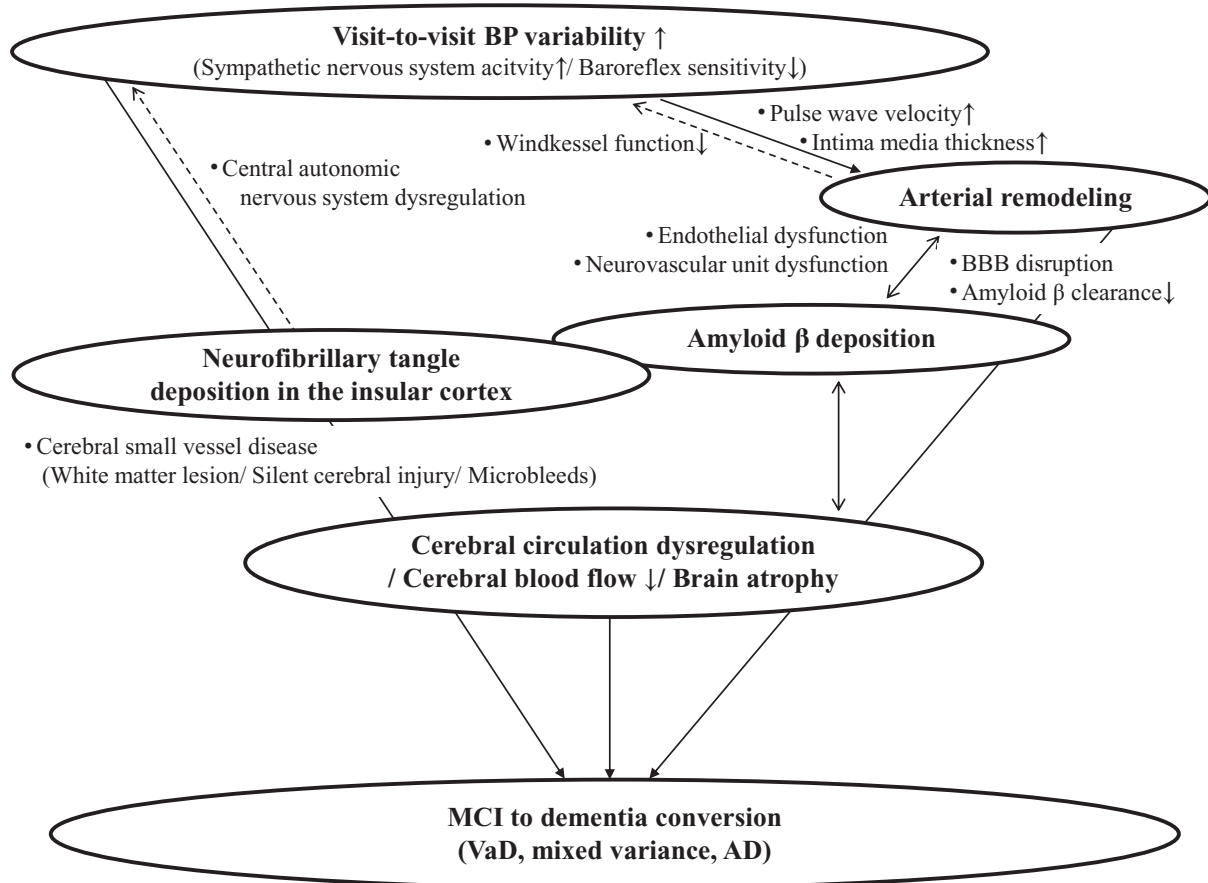 Visit-to-visit BP variability ↑
(Sympathetic nervous system acitvity↑/ Baroreflex sensitivity↓)
• Pulse wave velocity↑
• Windkessel function↓
• Intima media thickness↑
• Central autonomic
nervous system dysregulation
Arterial remodeling
• Endothelial dysfunction
• Neurovascular unit dysfunction
• BBB disruption
• Amyloid β clearance↓
Amyloid β deposition
Neurofibrillary tangle
deposition in the insular cortex
• Cerebral small vessel disease
(White matter lesion/ Silent cerebral injury/ Microbleeds)
Cerebral circulation dysregulation
/ Cerebral blood flow ↓/ Brain atrophy
MCI to dementia conversion
(VaD, mixed variance, AD)